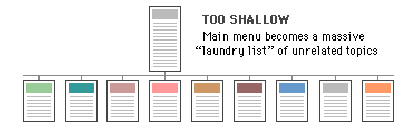 TOO SHALLOW
Main menu becomes a massive
“laundry list” of unrelated topics